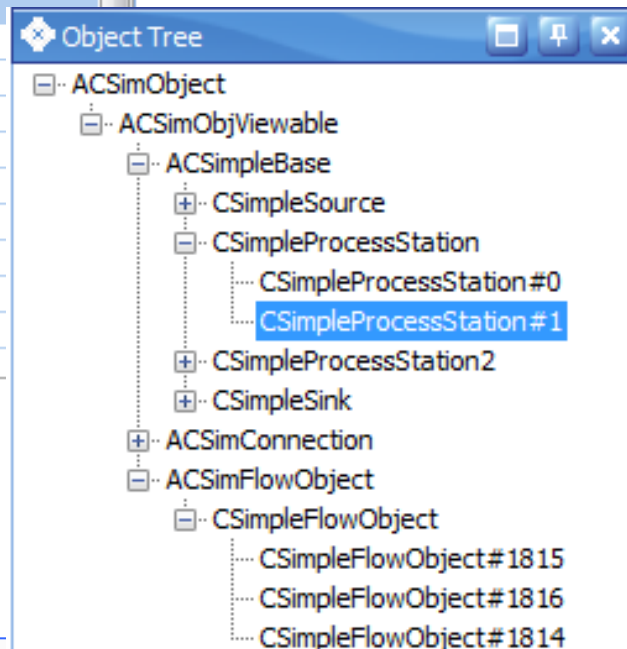 Object Tree
ACSimObject
ACSimObjViewable
ACSimpleBase
CSimpleSource
CSimpleProcessStation
CSimpleProcessStation#0
CSimpleProcessStation#1
CSimpleProcessStation2
CSimpleSink
ACSimConnection
ACSimFlowObject
CSimpleFlowObject
CSimpleFlowObject#1815
CSimpleFlowObject#1816
CSimpleFlowObject#1814